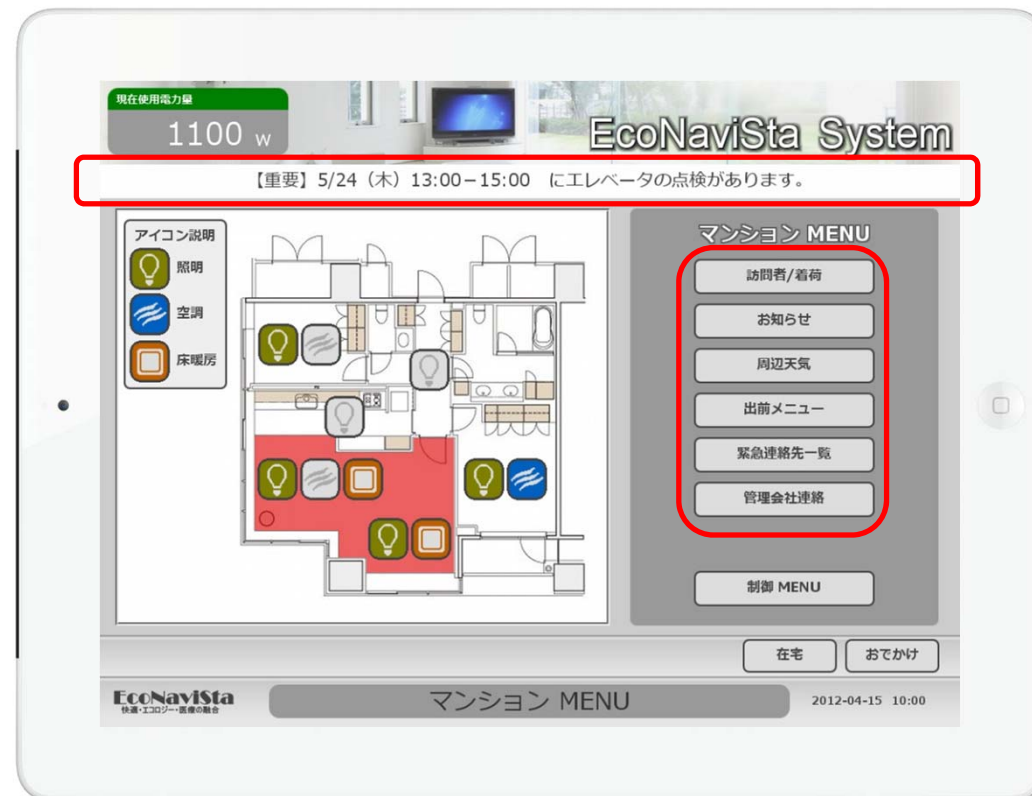 現在使用電力量
1100 W
EcoNaviSta System
【重要】5/24（木）13:00－15:00　にエレベータの点検があります。
アイコン説明
照明
空調
床暖房
マンション MENU
訪問者/着荷
お知らせ
周辺天気
出前メニュー
緊急連絡先一覧
管理会社連絡
制御 MENU
在宅
おでかけ
EcoNaviSta
快適・エコロジー・医療の融合
マンション MENU
2012-04-15 10:00